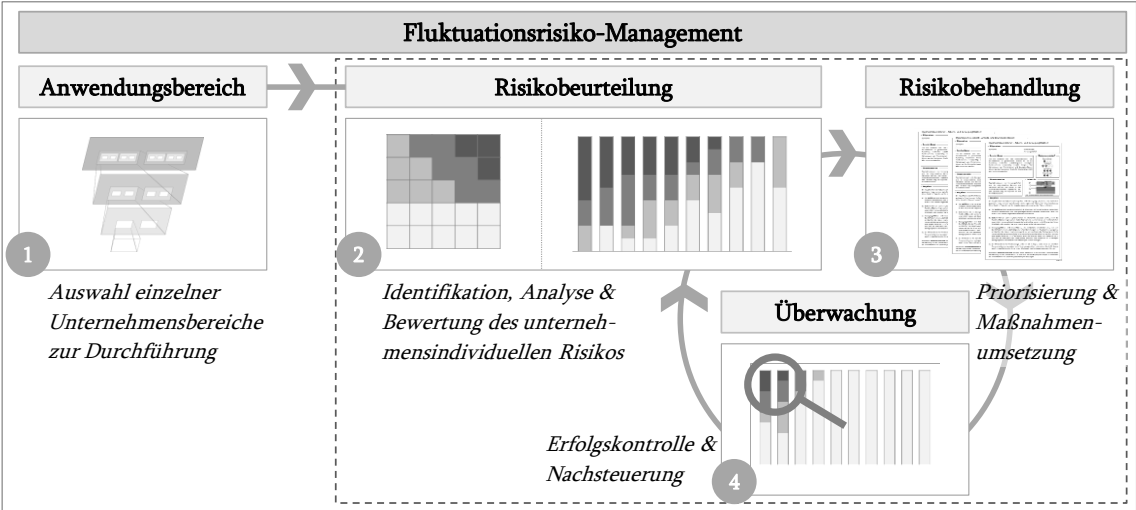 Fluktuationsrisiko-Management
Anwendungsbereich
Risikobeurteilung
Risikobehandlung
1
2
3
Auswahl einzelner
Unternehmensbereiche
zur Durchführung
Identifikation, Analyse &
Bewertung des unterneh-
mensindividuellen Risikos
Priorisierung &
Maßnahmen-
umsetzung
Überwachung
Erfolgskontrolle &
Nachsteuerung
4